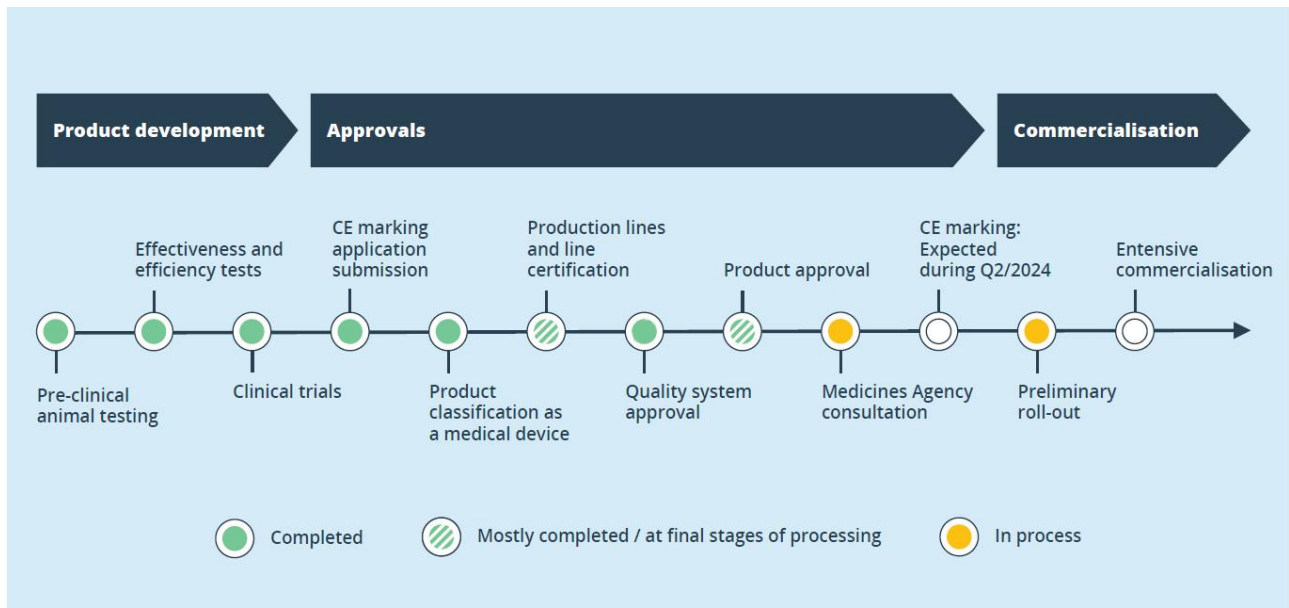 Product development
Approvals
Commercialisation
Effectiveness and
efficiency tests
CE marking
application
submission
Production lines
and line
certification
Product approval
CE marking:
Expected
during Q2/2024
Entensive
commercialisation
Pre-clinical
animal testing
Clinical trials
Product
classification as
a medical device
Quality system
approval
Medicines Agency
consultation
Preliminary
roll-out
Completed
Mostly completed / at final stages of processing
In process